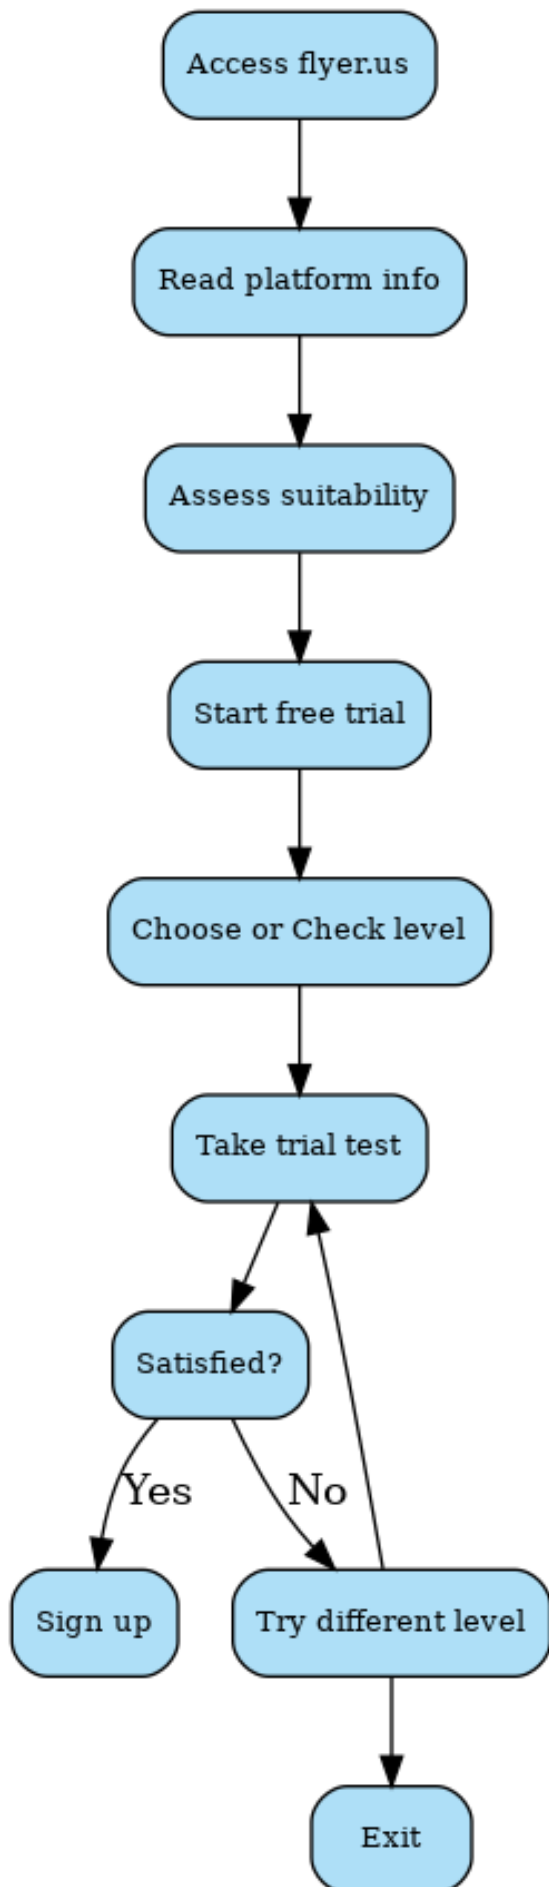 Access flyer.us
Read platform info
Assess suitability
Start free trial
Choose or Check level
Take trial test
Satisfied?
Yes
No
Sign up
Try different level
Exit